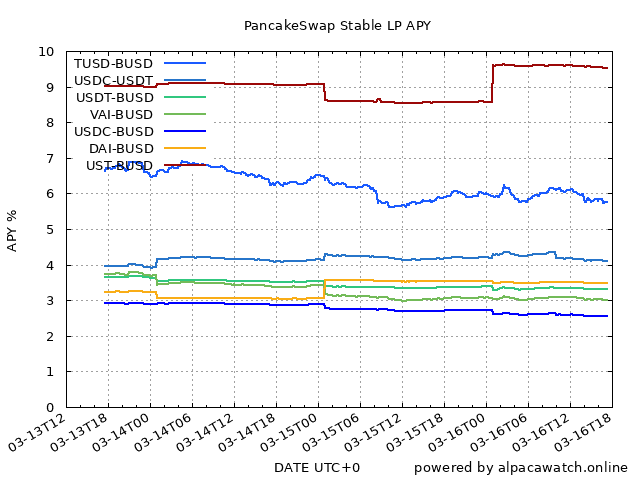 PancakeSwap Stable LP APY
10
9
8
7
6
5
4
3
2
1
0
APY %
TUSD-BUSD
USDC-USDT
USDT-BUSD
VAI-BUSD
USDC-BUSD
DAI-BUSD
UST-BUSD
03-13T12
03-13T18
03-14T00
03-14T06
03-14T12
03-14T18
03-15T00
03-15T06
03-15T12
03-15T18
03-16T00
03-16T06
03-16T12
03-16T18
DATE UTC+0
powered by alpacawatch.online